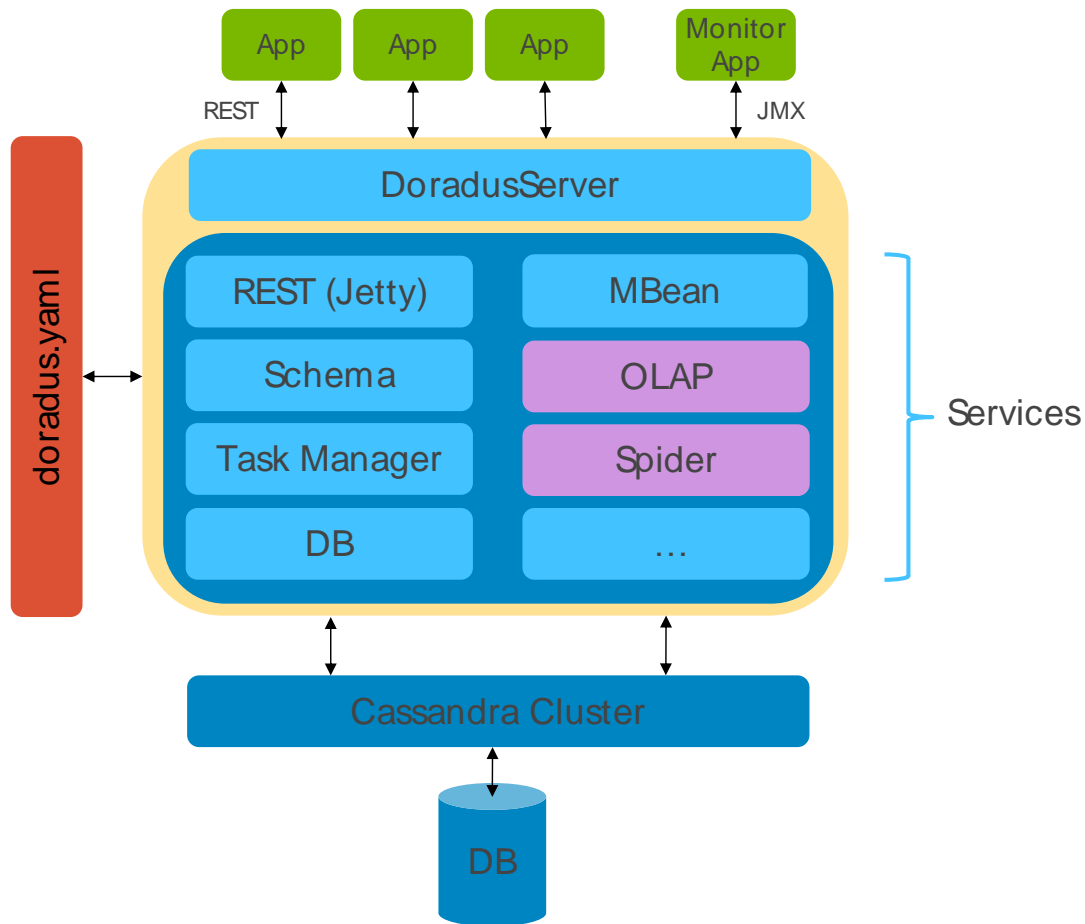 App
App
App
Monitor
App
REST
JMX
DoradusServer
doradus.yaml
REST (Jetty)
MBean
Schema
OLAP
Services
Task Manager
Spider
DB
...
Cassandra Cluster
DB